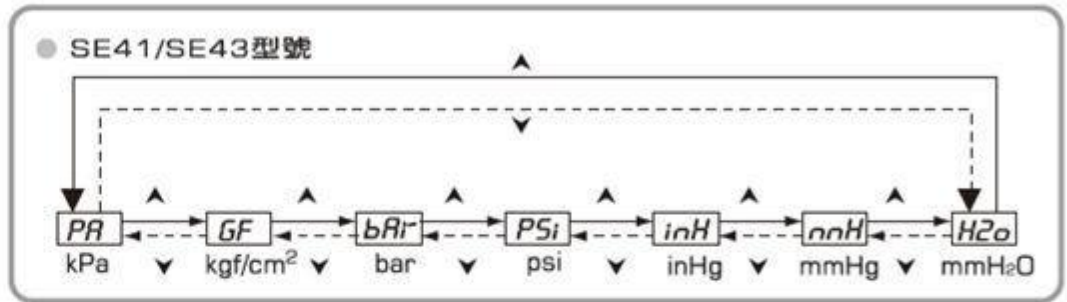 SE41/SE43型號
PA GF bAr PSi inH nnH H2o
kPa kgf/cm² bar psi inHg mmHg mmH₂O